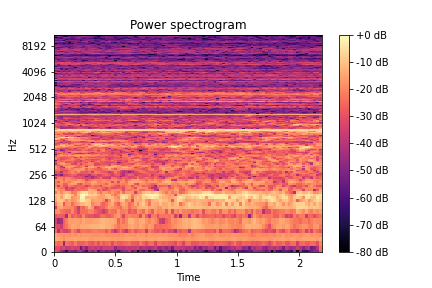 Power spectrogram
8192
4096
2048
1024
512
256
128
64
0
Hz
0
0.5
1
1.5
2
Time
+0 dB
-10 dB
-20 dB
-30 dB
-40 dB
-50 dB
-60 dB
-70 dB
-80 dB